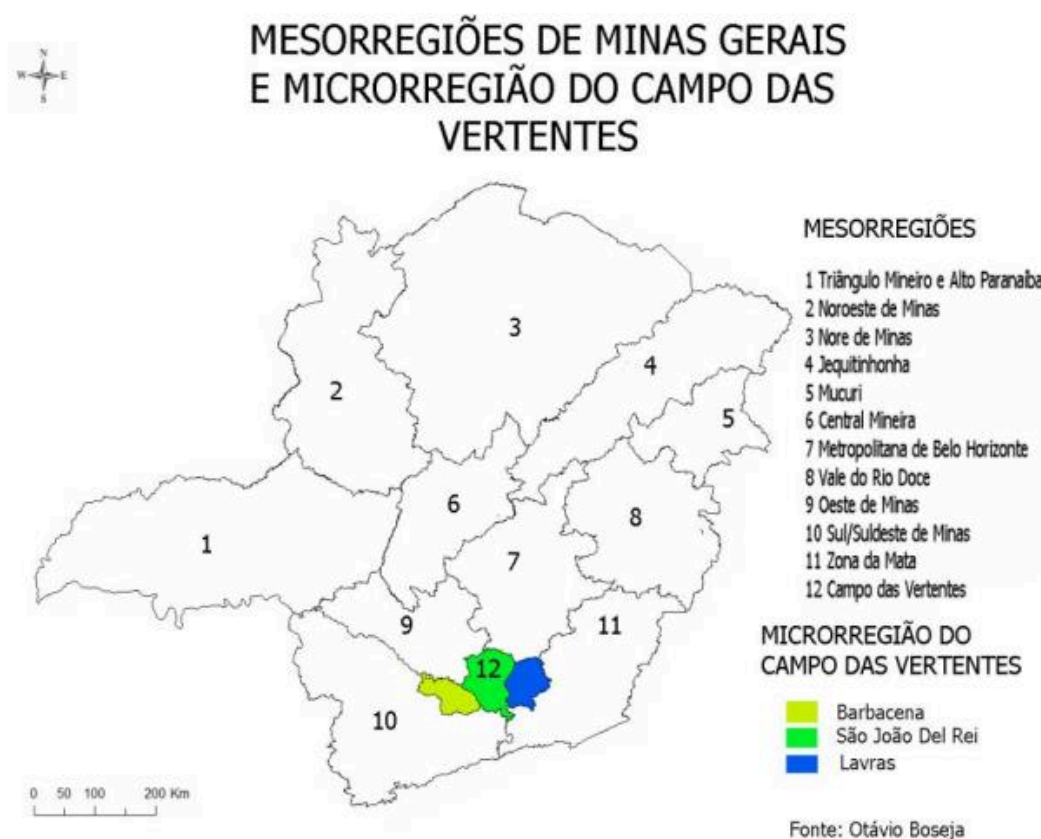 MESORREGIÕES DE MINAS GERAIS
E MICRORREGIÃO DO CAMPO DAS
VERTENTES
N
W E
S
MESORREGIÕES
1 Triângulo Mineiro e Alto Paranaíba
2 Noroeste de Minas
3 Nore de Minas
4 Jequitinhonha
5 Mucuri
6 Central Mineira
7 Metropolitana de Belo Horizonte
8 Vale do Rio Doce
9 Oeste de Minas
10 Sul/Suldeste de Minas
11 Zona da Mata
12 Campo das Vertentes
3
4
2
5
6
8
1
7
9
11
12
10
MICRORREGIÃO DO
CAMPO DAS VERTENTES
Barbacena
São João Del Rei
Lavras
0 50 100 200 Km
Fonte: Otávio Boseja